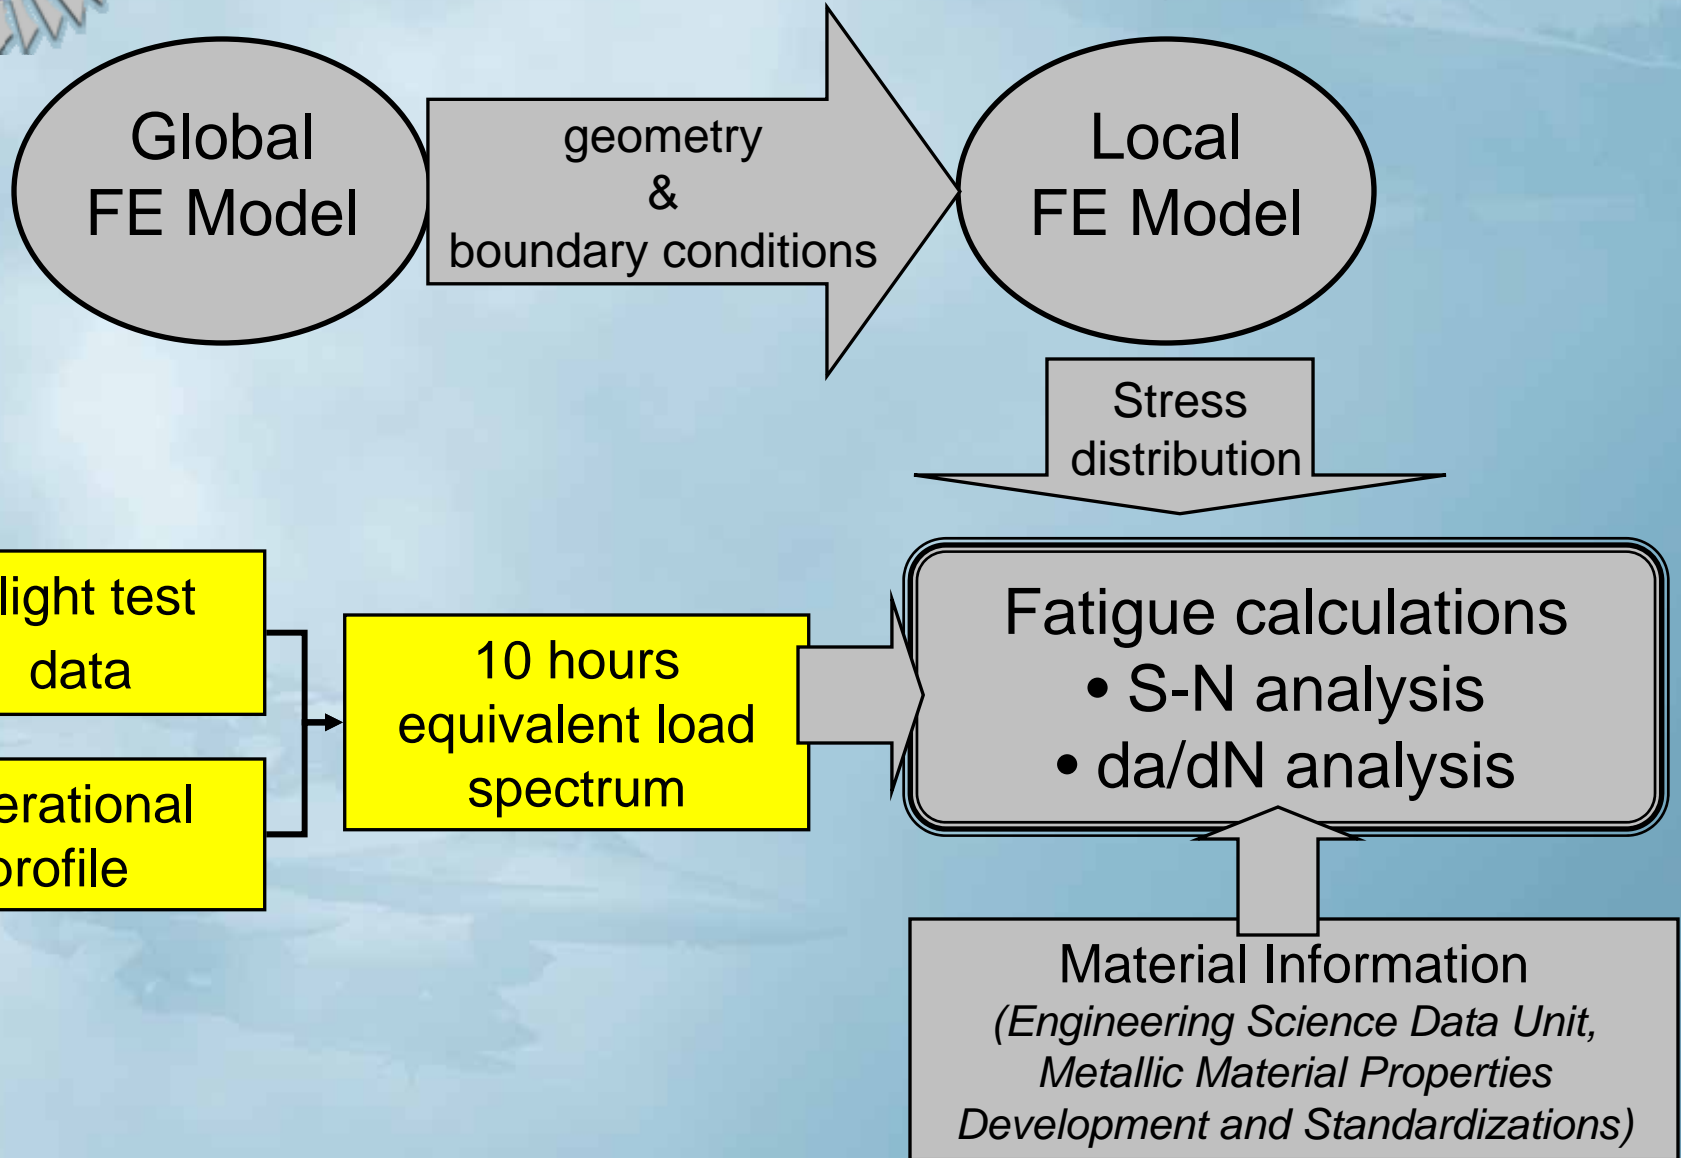 Global
FE Model
geometry
&
boundary conditions
Local
FE Model
Stress
distribution
light test
data
erational
profile
10 hours
equivalent load
spectrum
Fatigue calculations
• S-N analysis
• da/dN analysis
Material Information
(Engineering Science Data Unit,
Metallic Material Properties
Development and Standardizations)